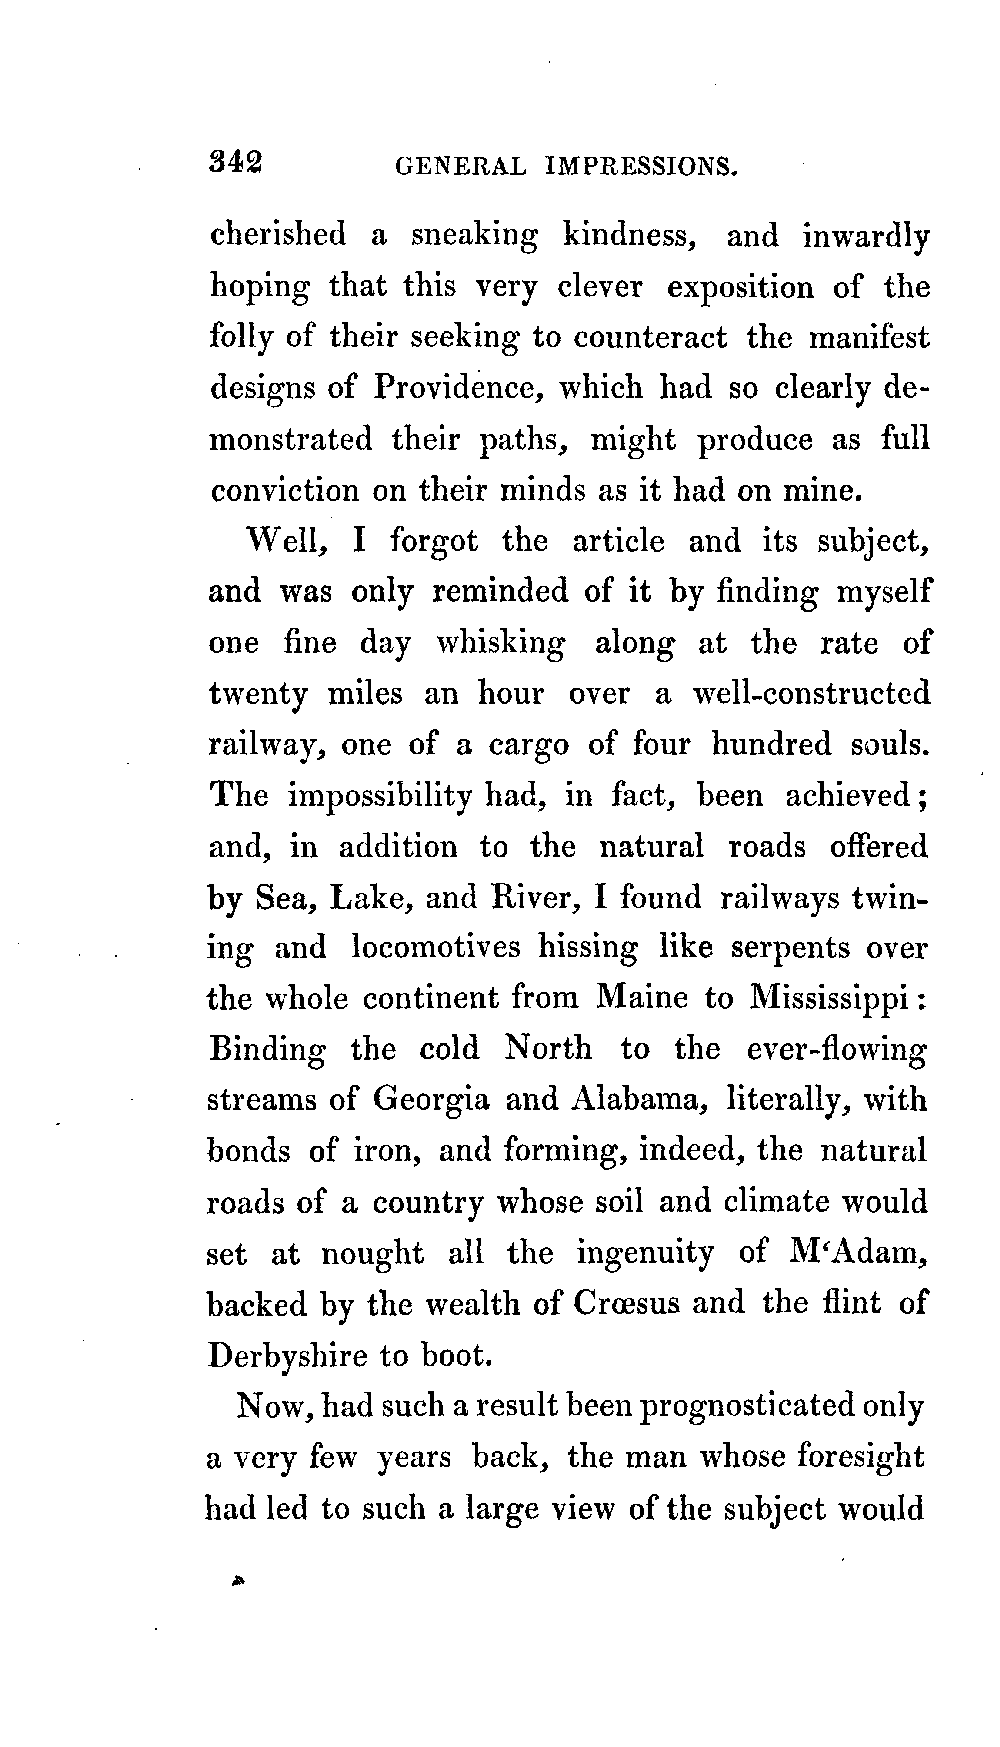 342 GENERAL IMPRESSIONS.
cherished a sneaking kindness, and inwardly
hoping that this very clever exposition of the
folly of their seeking to counteract the manifest
designs of Providence, which had so clearly de-
monstrated their paths, might produce as full
conviction on their minds as it had on mine.
Well, I forgot the article and its subject,
and was only reminded of it by finding myself
one fine day whisking along at the rate of
twenty miles an hour over a well-constructed
railway, one of a cargo of four hundred souls.
The impossibility had, in fact, been achieved;
and, in addition to the natural roads offered
by Sea, Lake, and River, I found railways twin-
ing and locomotives hissing like serpents over
the whole continent from Maine to Mississippi:
Binding the cold North to the ever-flowing
streams of Georgia and Alabama, literally, with
bonds of iron, and forming, indeed, the natural
roads of a country whose soil and climate would
set at nought all the ingenuity of M‘Adam,
backed by the wealth of Crœsus and the flint of
Derbyshire to boot.
Now, had such a result been prognosticated only
a very few years back, the man whose foresight
had led to such a large view of the subject would